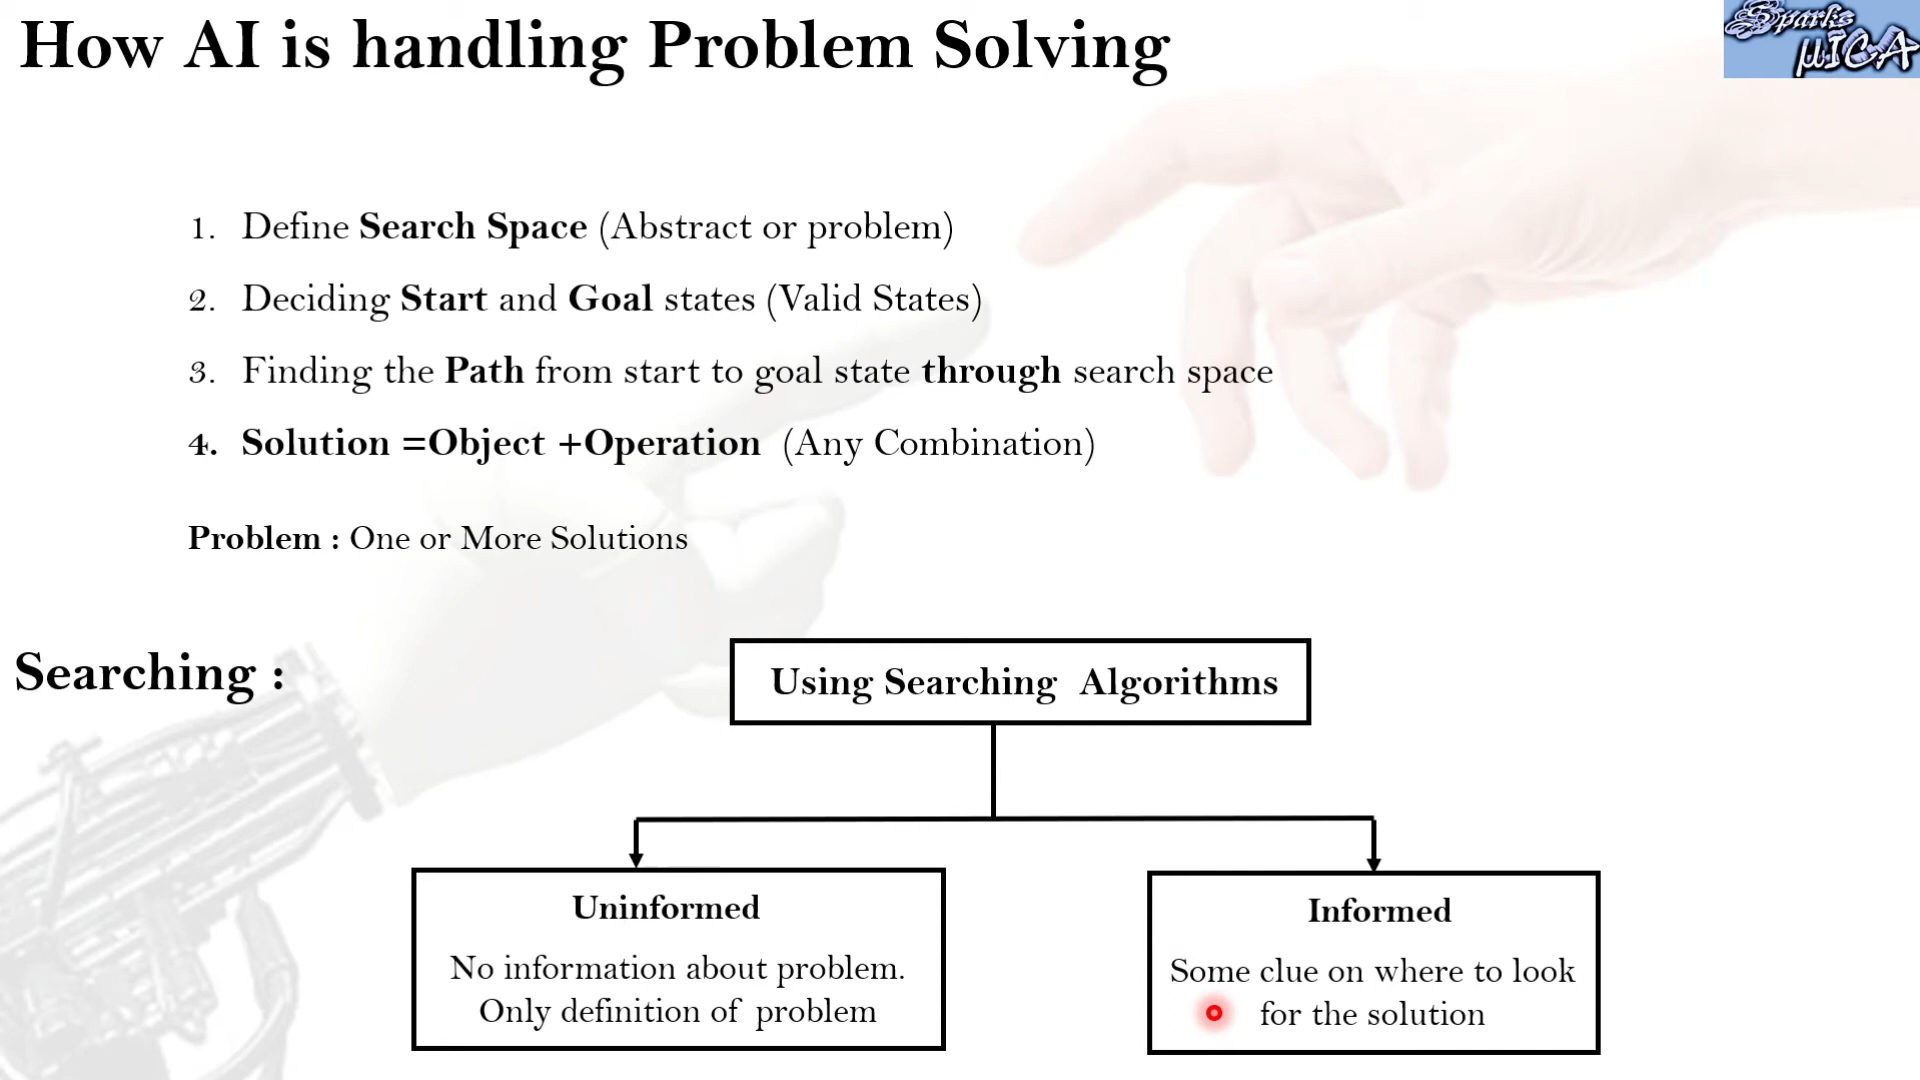 How AI is handling Problem Solving
Sparks
μICA
1. Define Search Space (Abstract or problem)
2. Deciding Start and Goal states (Valid States)
3. Finding the Path from start to goal state through search space
4. Solution =Object +Operation (Any Combination)
Problem : One or More Solutions
Searching :
Using Searching Algorithms
Uninformed
No information about problem.
Only definition of problem
Informed
Some clue on where to look
for the solution